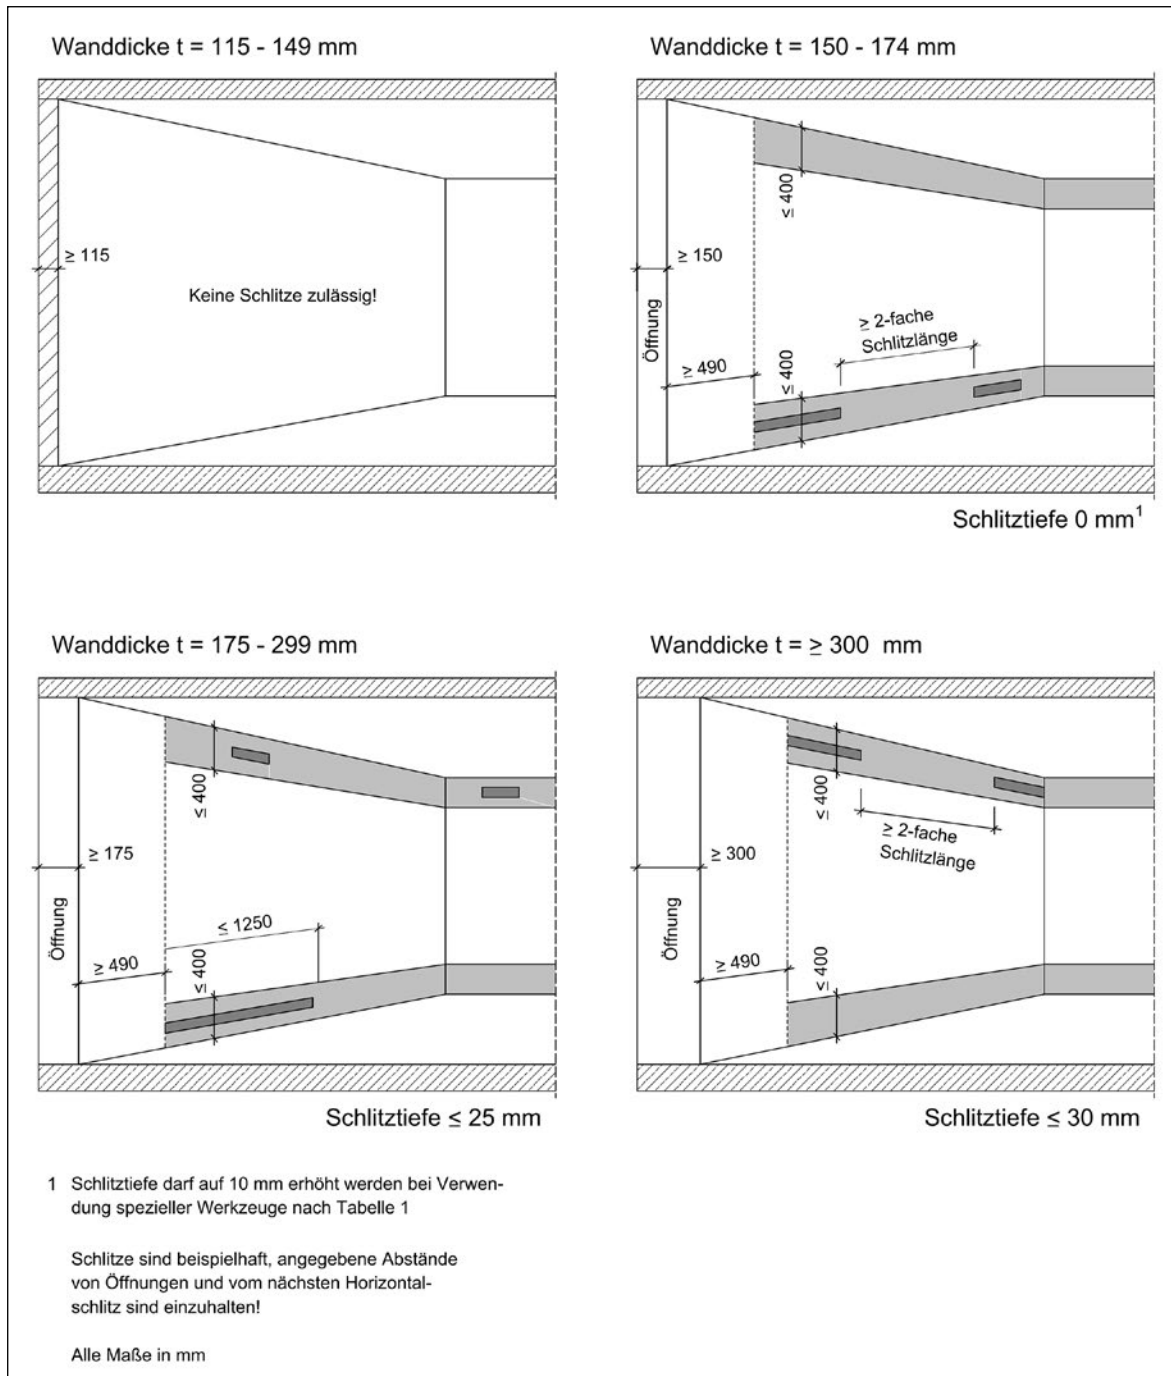 Wanddicke t = 115 - 149 mm
≥ 115
Keine Schlitze zulässig!
Wanddicke t = 150 - 174 mm
≤ 400
≥ 150
Öffnung
≥ 2-fache
Schlitzlänge
≥ 490
≤ 400
Schlitztiefe 0 mm¹
Wanddicke t = 175 - 299 mm
≤ 400
≥ 175
Öffnung
≤ 1250
≥ 490
≤ 400
Schlitztiefe ≤ 25 mm
Wanddicke t = ≥ 300 mm
≤ 400
≥ 2-fache
Schlitzlänge
≥ 300
Öffnung
≥ 490
≤ 400
Schlitztiefe ≤ 30 mm
1 Schlitztiefe darf auf 10 mm erhöht werden bei Verwen-
dung spezieller Werkzeuge nach Tabelle 1
Schlitze sind beispielhaft, angegebene Abstände
von Öffnungen und vom nächsten Horizontal-
schlitz sind einzuhalten!
Alle Maße in mm